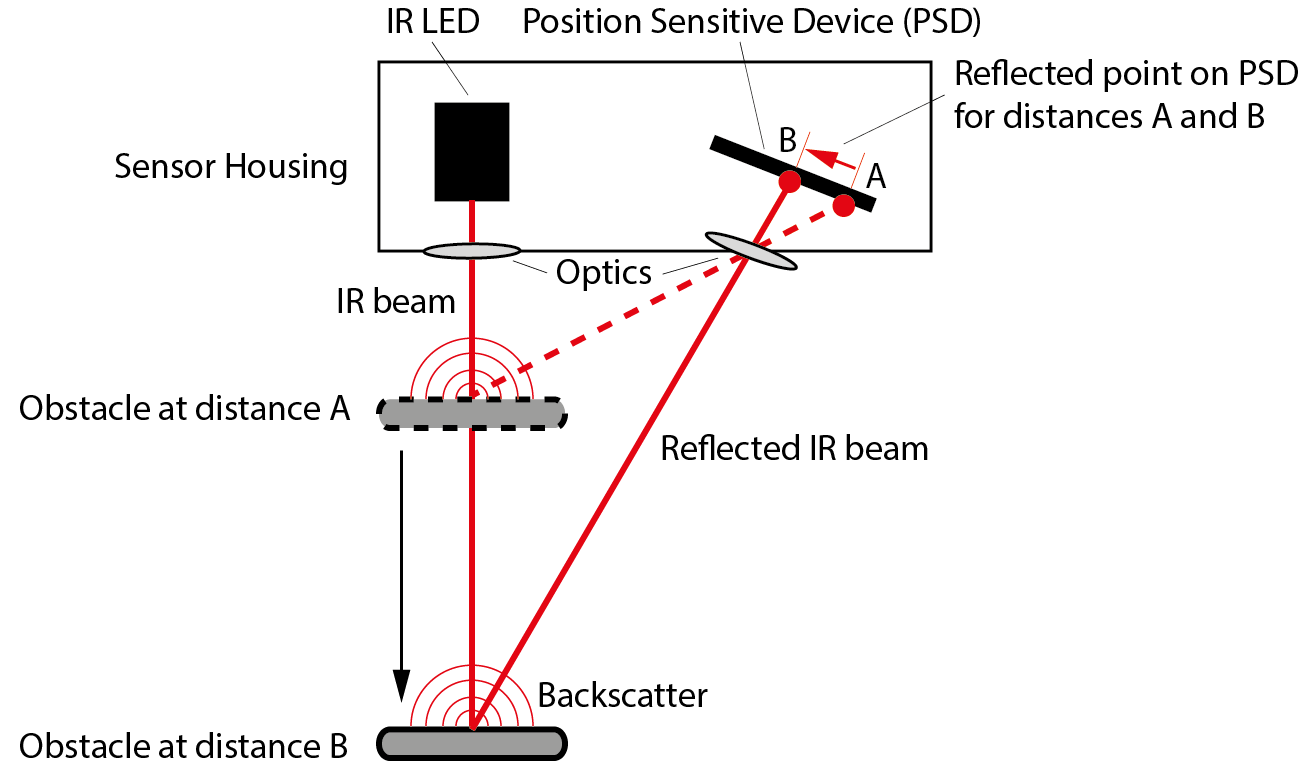 IR LED
Position Sensitive Device (PSD)
Reflected point on PSD
for distances A and B
B
A
Sensor Housing
Optics
IR beam
Obstacle at distance A
Reflected IR beam
Backscatter
Obstacle at distance B